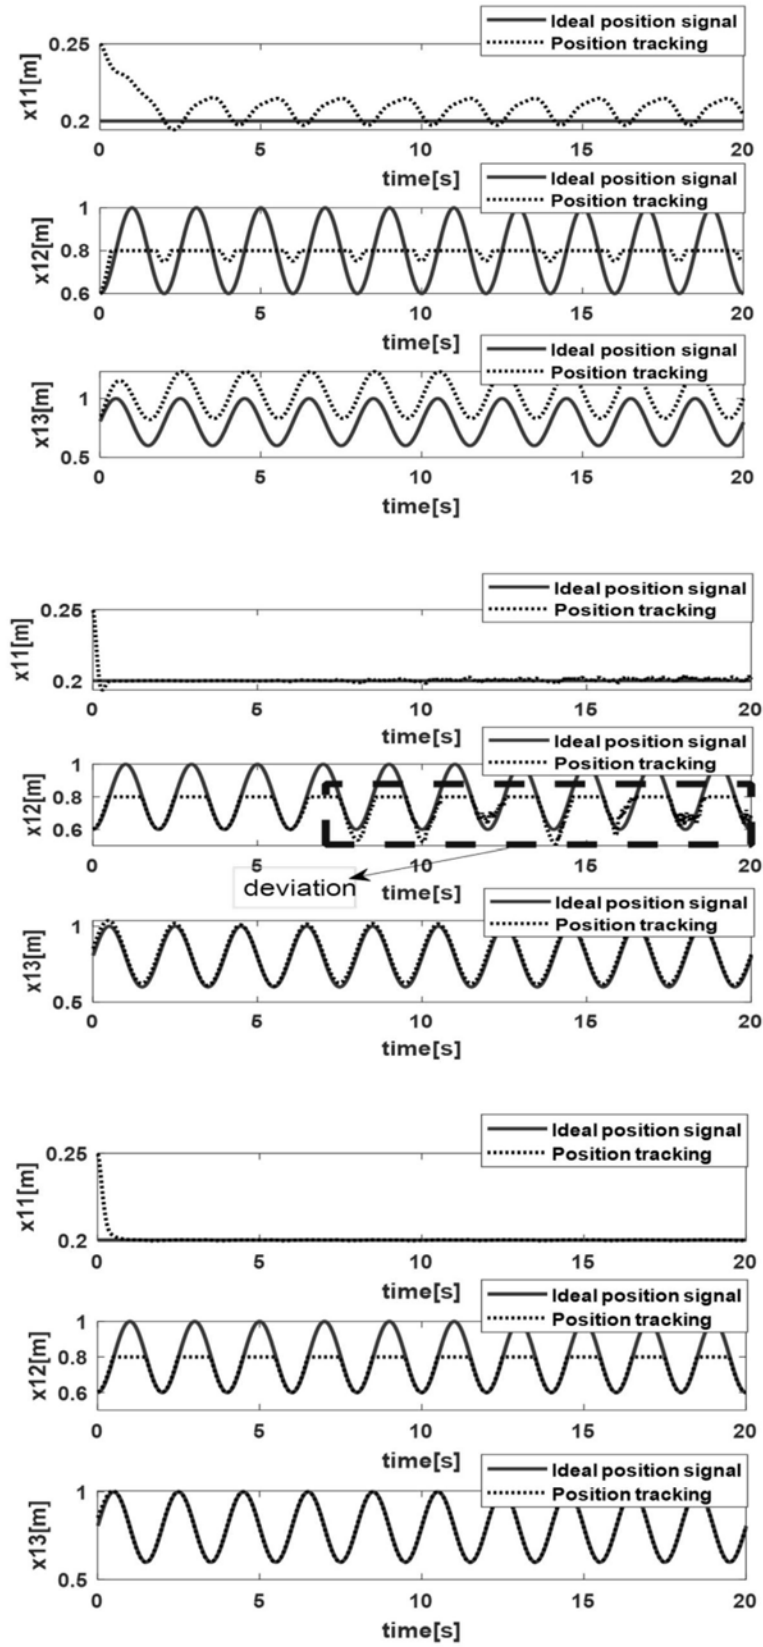 Ideal position signal
Position tracking
0.25
0.2
x11[m]
0 5 10 15 20
time[s]
Ideal position signal
Position tracking
1
0.8
0.6
x12[m]
0 5 10 15 20
time[s]
Ideal position signal
Position tracking
1
0.5
x13[m]
0 5 10 15 20
time[s]
Ideal position signal
Position tracking
0.25
0.2
x11[m]
0 5 10 15 20
time[s]
Ideal position signal
Position tracking
1
0.8
0.6
x12[m]
0 5 10 15 20
deviation
time[s]
Ideal position signal
Position tracking
1
0.5
x13[m]
0 5 10 15 20
time[s]
Ideal position signal
Position tracking
0.25
0.2
x11[m]
0 5 10 15 20
time[s]
Ideal position signal
Position tracking
1
0.8
0.6
x12[m]
0 5 10 15 20
time[s]
Ideal position signal
Position tracking
1
0.5
x13[m]
0 5 10 15 20
time[s]